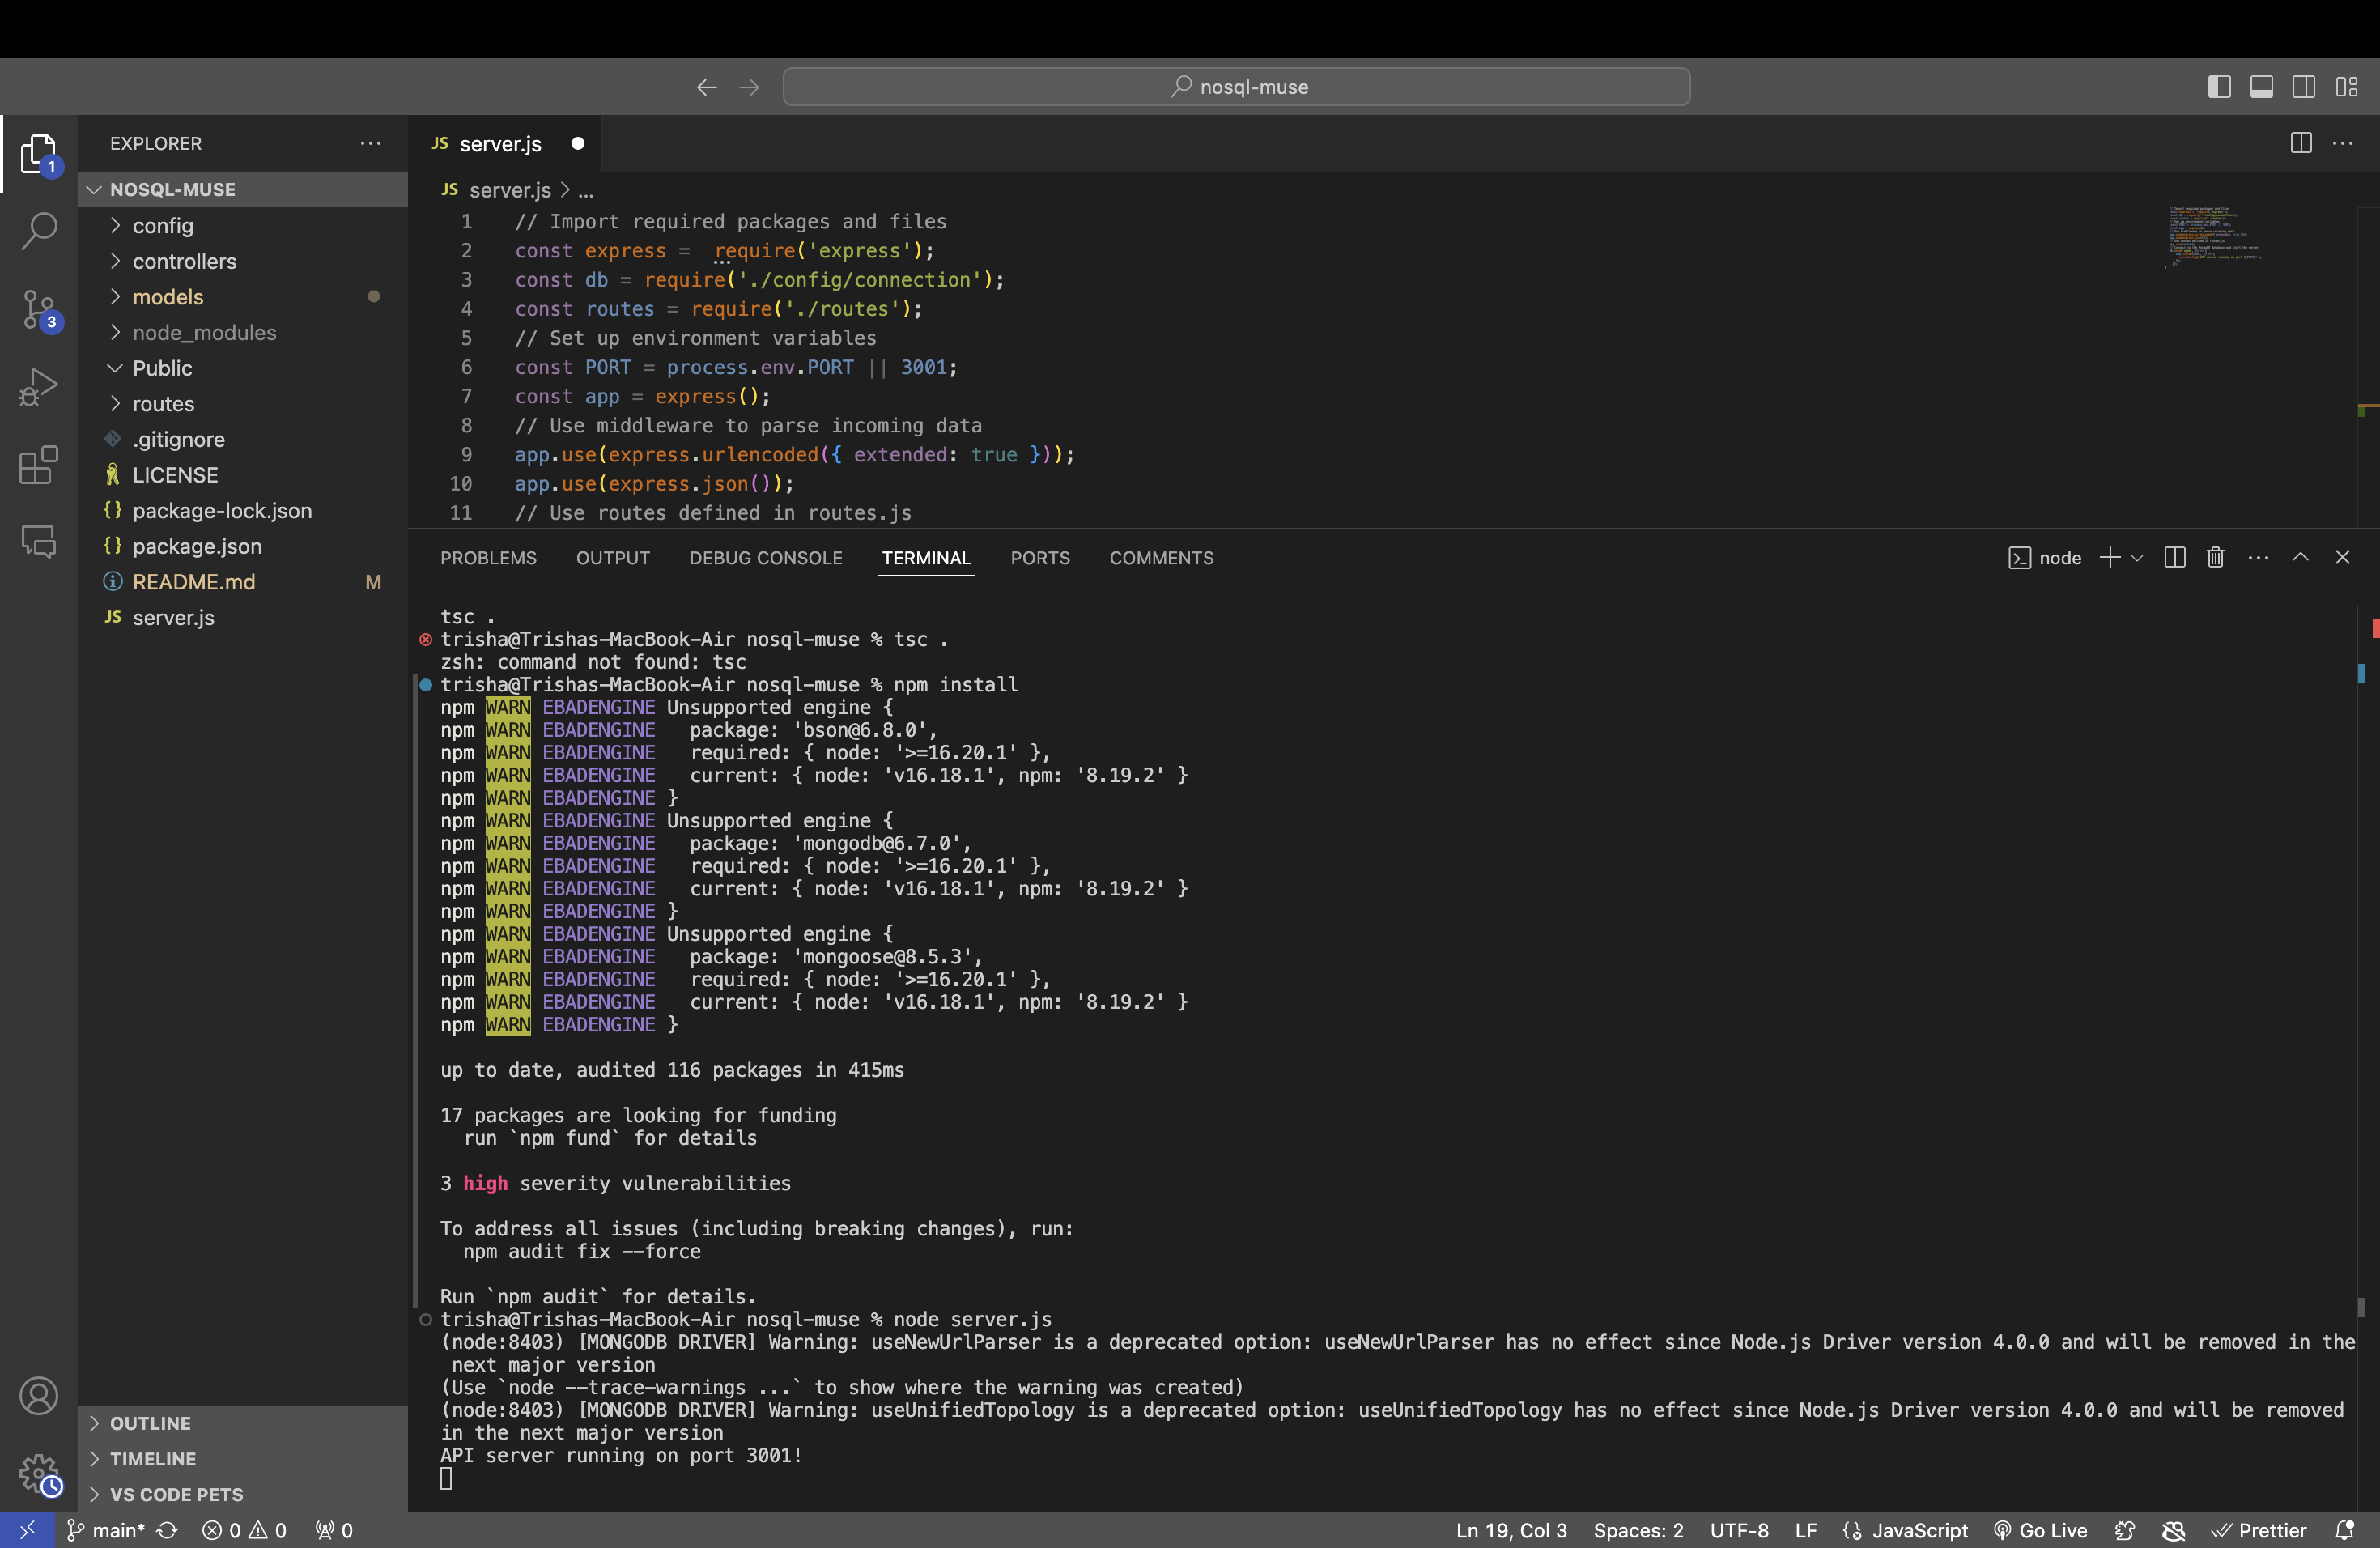 nosql-muse
EXPLORER
NOSQL-MUSE
config
controllers
models
node_modules
Public
routes
.gitignore
LICENSE
package-lock.json
package.json
README.md M
JS server.js
OUTLINE
TIMELINE
VS CODE PETS
1
3
JS server.js
JS server.js > ...
1 // Import required packages and files
2 const express =  require('express');
3 const db = require('./config/connection');
4 const routes = require('./routes');
5 // Set up environment variables
6 const PORT = process.env.PORT || 3001;
7 const app = express();
8 // Use middleware to parse incoming data
9 app.use(express.urlencoded({ extended: true }));
10 app.use(express.json());
11 // Use routes defined in routes.js
PROBLEMS OUTPUT DEBUG CONSOLE TERMINAL PORTS COMMENTS
node
tsc .
trisha@Trishas-MacBook-Air nosql-muse % tsc .
zsh: command not found: tsc
trisha@Trishas-MacBook-Air nosql-muse % npm install
npm WARN EBADENGINE Unsupported engine {
npm WARN EBADENGINE   package: 'bson@6.8.0',
npm WARN EBADENGINE   required: { node: '>=16.20.1' },
npm WARN EBADENGINE   current: { node: 'v16.18.1', npm: '8.19.2' }
npm WARN EBADENGINE }
npm WARN EBADENGINE Unsupported engine {
npm WARN EBADENGINE   package: 'mongodb@6.7.0',
npm WARN EBADENGINE   required: { node: '>=16.20.1' },
npm WARN EBADENGINE   current: { node: 'v16.18.1', npm: '8.19.2' }
npm WARN EBADENGINE }
npm WARN EBADENGINE Unsupported engine {
npm WARN EBADENGINE   package: 'mongoose@8.5.3',
npm WARN EBADENGINE   required: { node: '>=16.20.1' },
npm WARN EBADENGINE   current: { node: 'v16.18.1', npm: '8.19.2' }
npm WARN EBADENGINE }
up to date, audited 116 packages in 415ms
17 packages are looking for funding
  run `npm fund` for details
3 high severity vulnerabilities
To address all issues (including breaking changes), run:
  npm audit fix --force
Run `npm audit` for details.
trisha@Trishas-MacBook-Air nosql-muse % node server.js
(node:8403) [MONGODB DRIVER] Warning: useNewUrlParser is a deprecated option: useNewUrlParser has no effect since Node.js Driver version 4.0.0 and will be removed in the
 next major version
(Use `node --trace-warnings ...` to show where the warning was created)
(node:8403) [MONGODB DRIVER] Warning: useUnifiedTopology is a deprecated option: useUnifiedTopology has no effect since Node.js Driver version 4.0.0 and will be removed
in the next major version
API server running on port 3001!
main* 0 0 0 Ln 19, Col 3 Spaces: 2 UTF-8 LF JavaScript Go Live Prettier